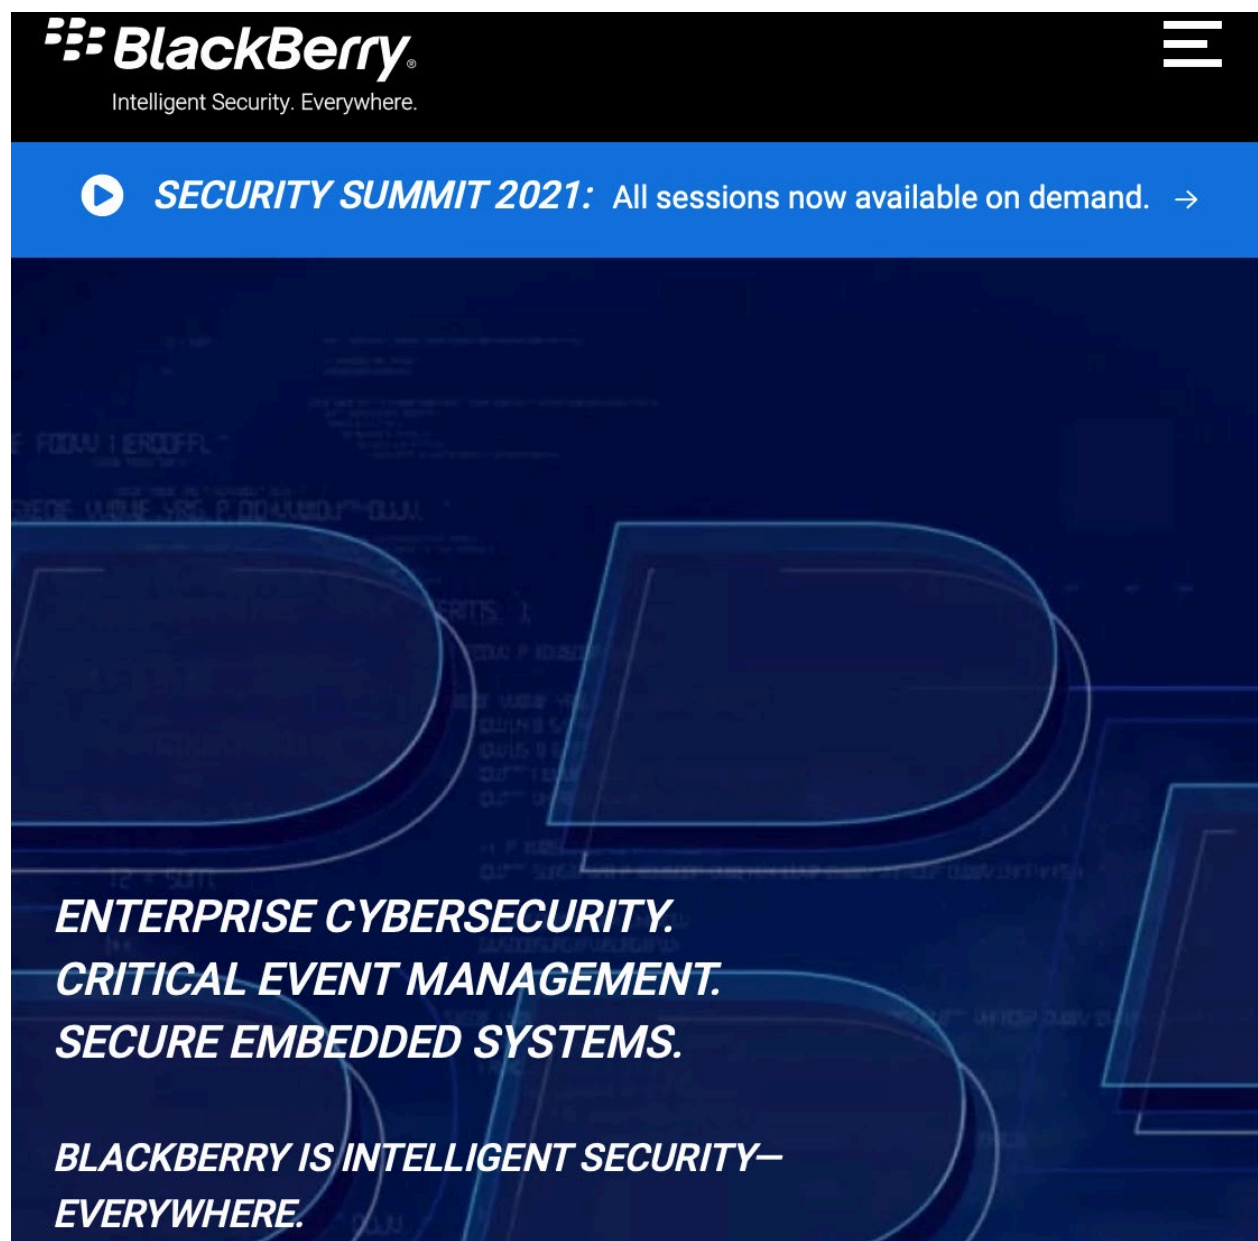 BlackBerry®
Intelligent Security. Everywhere.
SECURITY SUMMIT 2021: All sessions now available on demand. →
ENTERPRISE CYBERSECURITY.
CRITICAL EVENT MANAGEMENT.
SECURE EMBEDDED SYSTEMS.
BLACKBERRY IS INTELLIGENT SECURITY—
EVERYWHERE.